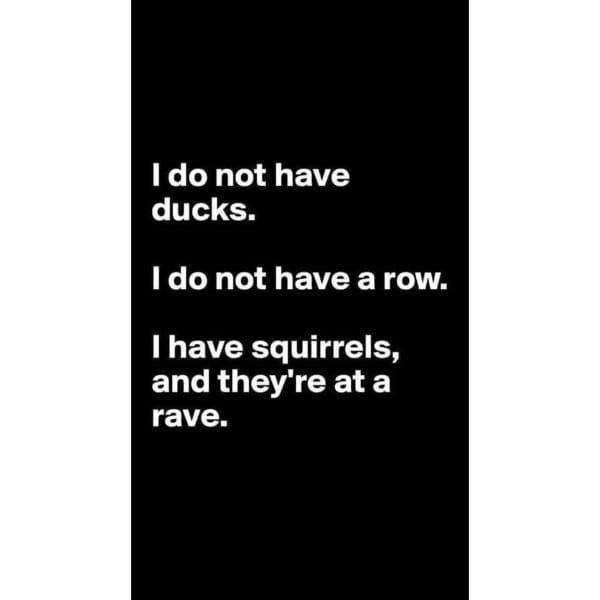 I do not have
ducks.
I do not have a row.
I have squirrels,
and they're at a
rave.